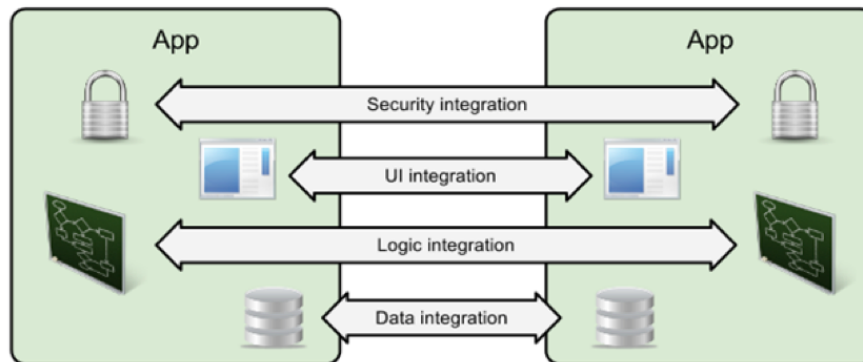 App
App
Security integration
UI integration
Logic integration
Data integration